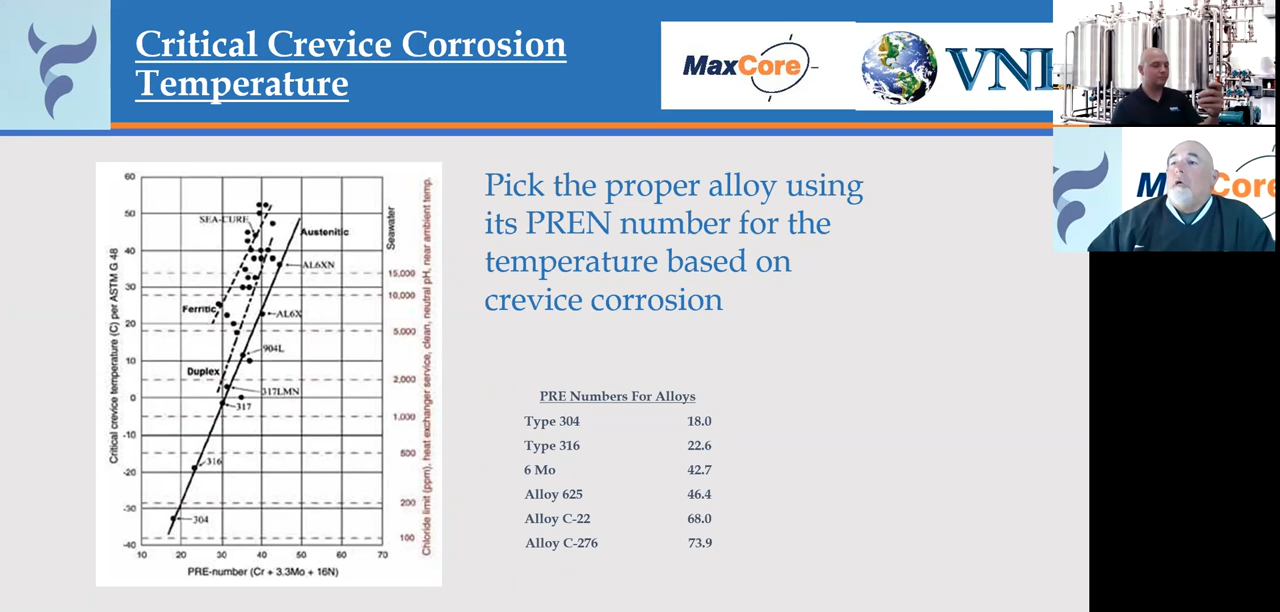 Critical Crevice Corrosion
Temperature
MaxCore
VNE
Pick the proper alloy using
its PREN number for the
temperature based on
crevice corrosion
PRE Numbers For Alloys
Type 304 18.0
Type 316 22.6
6 Mo 42.7
Alloy 625 46.4
Alloy C-22 68.0
Alloy C-276 73.9
Critical crevice temperature (C) per ASTM G 48
60
50
40
30
20
10
0
-10
-20
-30
-40
10 20 30 40 50 60 70
PRE-number (Cr + 3.3Mo + 16N)
SEA-CURE
Austenitic
AL6XN
Ferritic
AL6X
904L
Duplex
317LMN
317
316
304
Seawater
15,000
10,000
5,000
2,000
1,000
500
200
100
Chloride limit (ppm), heat exchanger service, clean, neutral pH, near ambient temp.
M
Core